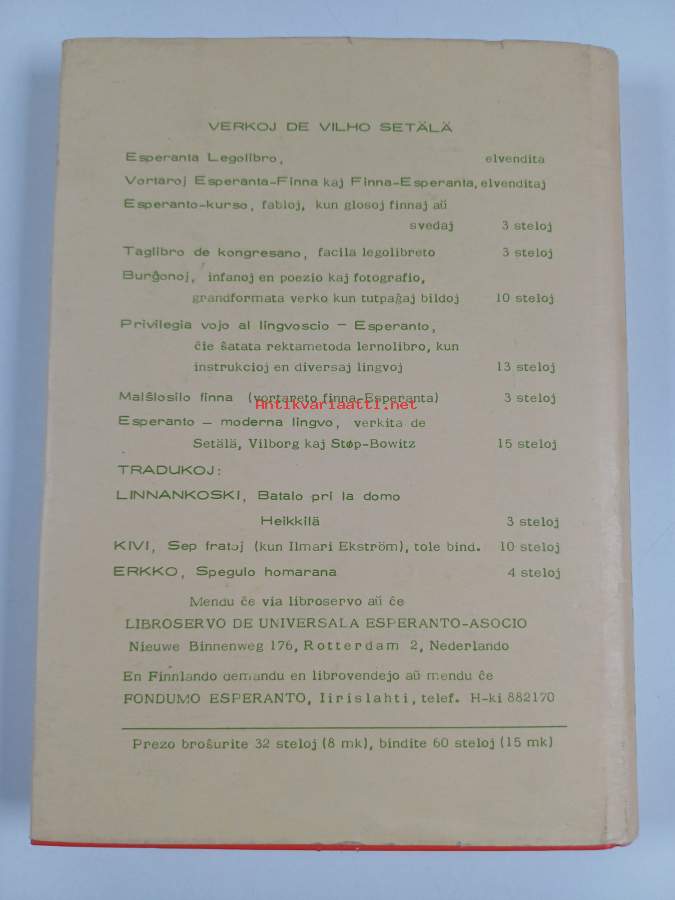 VERKOJ DE VILHO SETÄLÄ
Esperanta Legolibro, elvendita
Vortaroj Esperanta-Finna kaj Finna-Esperanta, elvenditaj
Esperanto-kurso, fabloj, kun glosoj finnaj aŭ
svedaj 3 steloj
Taglibro de kongresano, facila legolibreto 3 steloj
Burĝonoj, infanoj en poezio kaj fotografio,
grandformata verko kun tutpaĝaj bildoj 10 steloj
Privilegia vojo al lingvoscio – Esperanto,
ĉie ŝatata rektametoda lernolibro, kun
instrukcioj en diversaj lingvoj 13 steloj
Malŝlosilo finna (vortareto finna-Esperanta) 3 steloj
Antikvariaatti.net
Esperanto – moderna lingvo, verkita de
Setälä, Vilborg kaj Støp-Bowitz 15 steloj
TRADUKOJ:
LINNANKOSKI, Batalo pri la domo
Heikkilä 3 steloj
KIVI, Sep fratoj (kun Ilmari Ekström), tole bind. 10 steloj
ERKKO, Spegulo homarana 4 steloj
Mendu ĉe via libroservo aŭ ĉe
LIBROSERVO DE UNIVERSALA ESPERANTO-ASOCIO
Nieuwe Binnenweg 176, Rotterdam 2, Nederlando
En Finnlando demandu en librovendejo aŭ mendu ĉe
FONDUMO ESPERANTO, Iirislahti, telef. H-ki 882170
Prezo broŝurite 32 steloj (8 mk), bindite 60 steloj (15 mk)